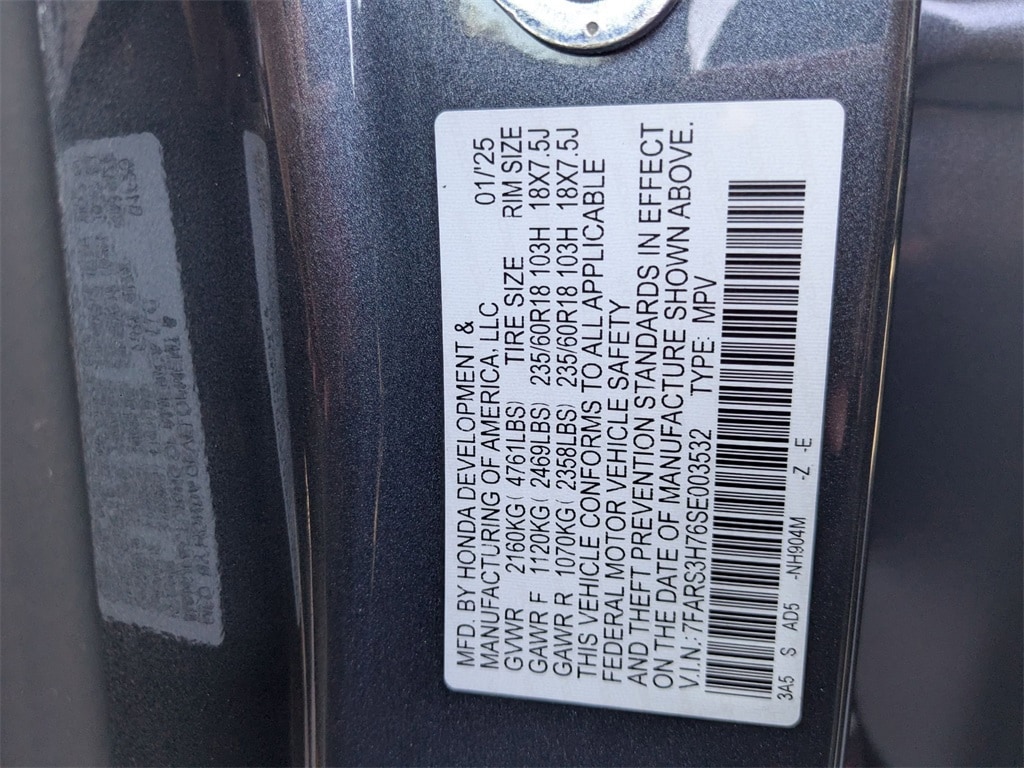 MFD. BY HONDA DEVELOPMENT &
MANUFACTURING OF AMERICA, LLC 01/'25
GVWR 2160KG( 4761LBS) TIRE SIZE RIM SIZE
GAWR F 1120KG( 2469LBS) 235/60R18 103H 18X7.5J
GAWR R 1070KG( 2358LBS) 235/60R18 103H 18X7.5J
THIS VEHICLE CONFORMS TO ALL APPLICABLE
FEDERAL MOTOR VEHICLE SAFETY
AND THEFT PREVENTION STANDARDS IN EFFECT
ON THE DATE OF MANUFACTURE SHOWN ABOVE.
V.I.N.:7FARS3H76SE003532 TYPE: MPV
3A5 S AD5 -NH904M -Z -E